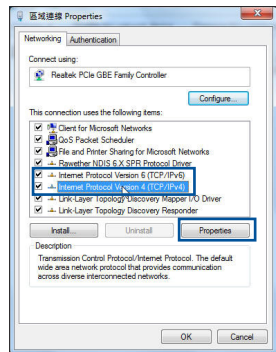 區域連線 Properties
Networking
Authentication
Connect using:
Realtek PCIe GBE Family Controller
Configure...
This connection uses the following items:
Client for Microsoft Networks
QoS Packet Scheduler
File and Printer Sharing for Microsoft Networks
Rawether NDIS 6.X SPR Protocol Driver
Internet Protocol Version 6 (TCP/IPv6)
Internet Protocol Version 4 (TCP/IPv4)
Link-Layer Topology Discovery Mapper I/O Driver
Link-Layer Topology Discovery Responder
Install...
Uninstall
Properties
Description
Transmission Control Protocol/Internet Protocol. The default
wide area network protocol that provides communication
across diverse interconnected networks.
OK
Cancel